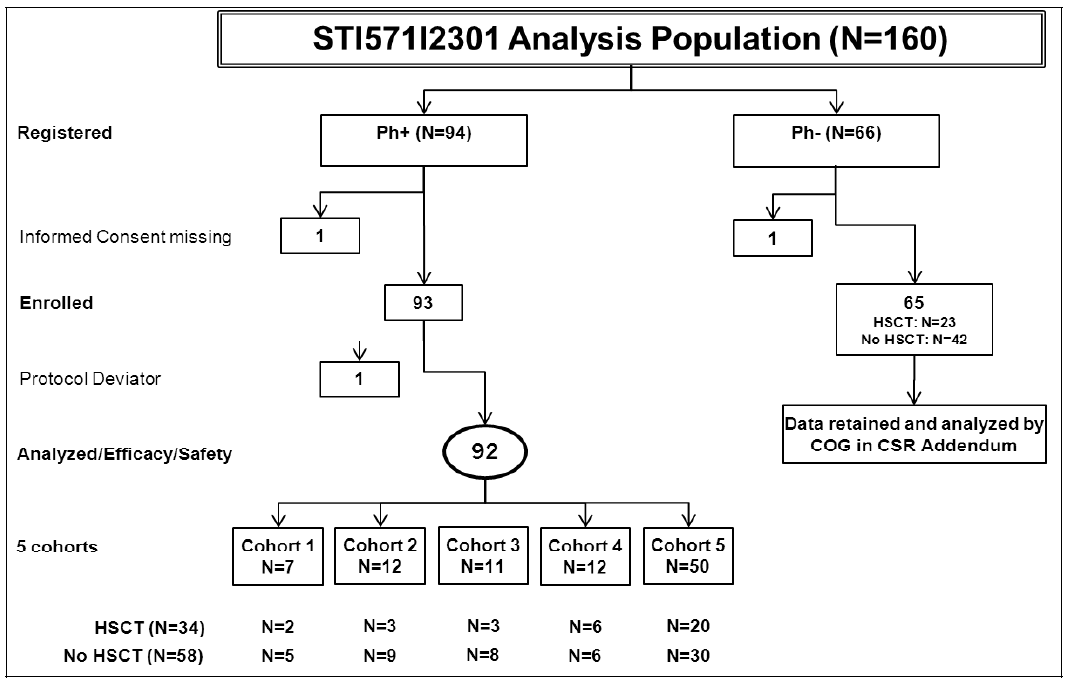 STI571I2301 Analysis Population (N=160)
Registered
Ph+ (N=94)
Ph- (N=66)
Informed Consent missing
1
1
Enrolled
93
65
HSCT: N=23
No HSCT: N=42
Protocol Deviator
1
Data retained and analyzed by
COG in CSR Addendum
Analyzed/Efficacy/Safety
92
5 cohorts
Cohort 1
N=7
Cohort 2
N=12
Cohort 3
N=11
Cohort 4
N=12
Cohort 5
N=50
HSCT (N=34) N=2 N=3 N=3 N=6 N=20
No HSCT (N=58) N=5 N=9 N=8 N=6 N=30